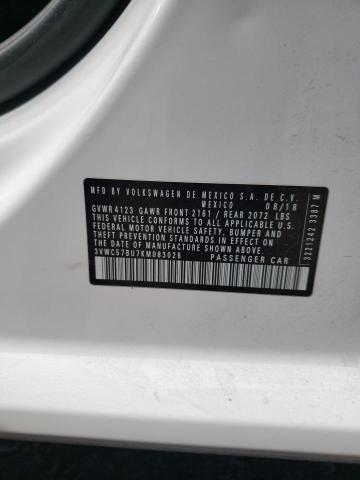 MFD BY VOLKSWAGEN DE MEXICO S.A. DE C.V.
MEXICO 08/18
GVWR 4123 GAWR FRONT 2161 / REAR 2072 LBS
THIS VEHICLE CONFORMS TO ALL APPLICABLE U.S.
FEDERAL MOTOR VEHICLE SAFETY, BUMPER AND
THEFT PREVENTION STANDARDS IN EFFECT ON
THE DATE OF MANUFACTURE SHOWN ABOVE.
3VWC57BU7KM083026 PASSENGER CAR
3221242 3387 M